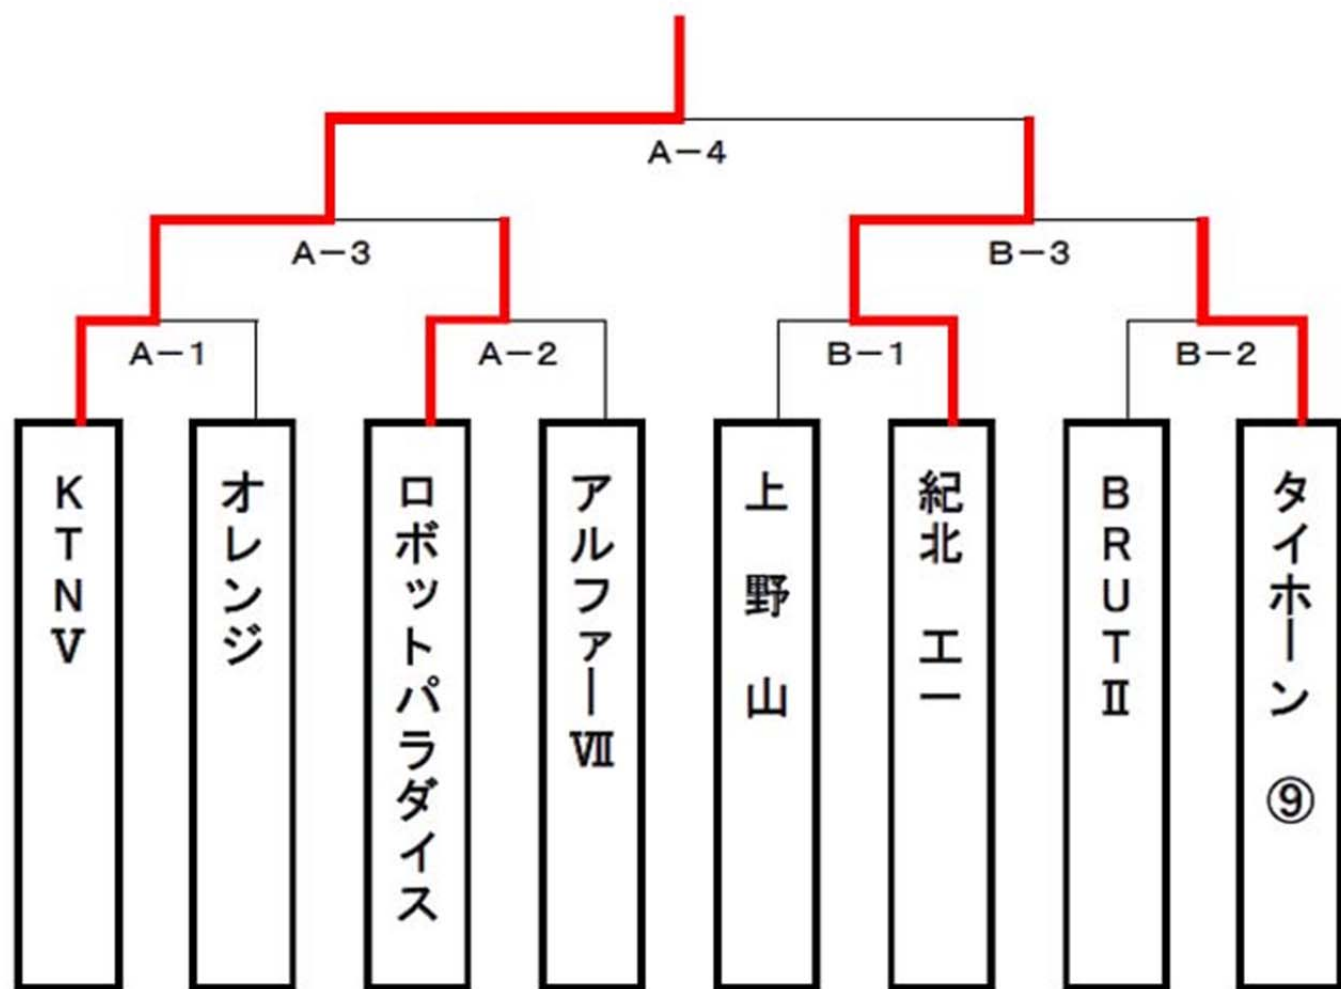 A-4
A-3
B-3
A-1
A-2
B-1
B-2
KTNⅤ
オレンジ
ロボットパラダイス
アルファーⅦ
上野山
紀北 工一
BRUTⅡ
タイホーン ⑨